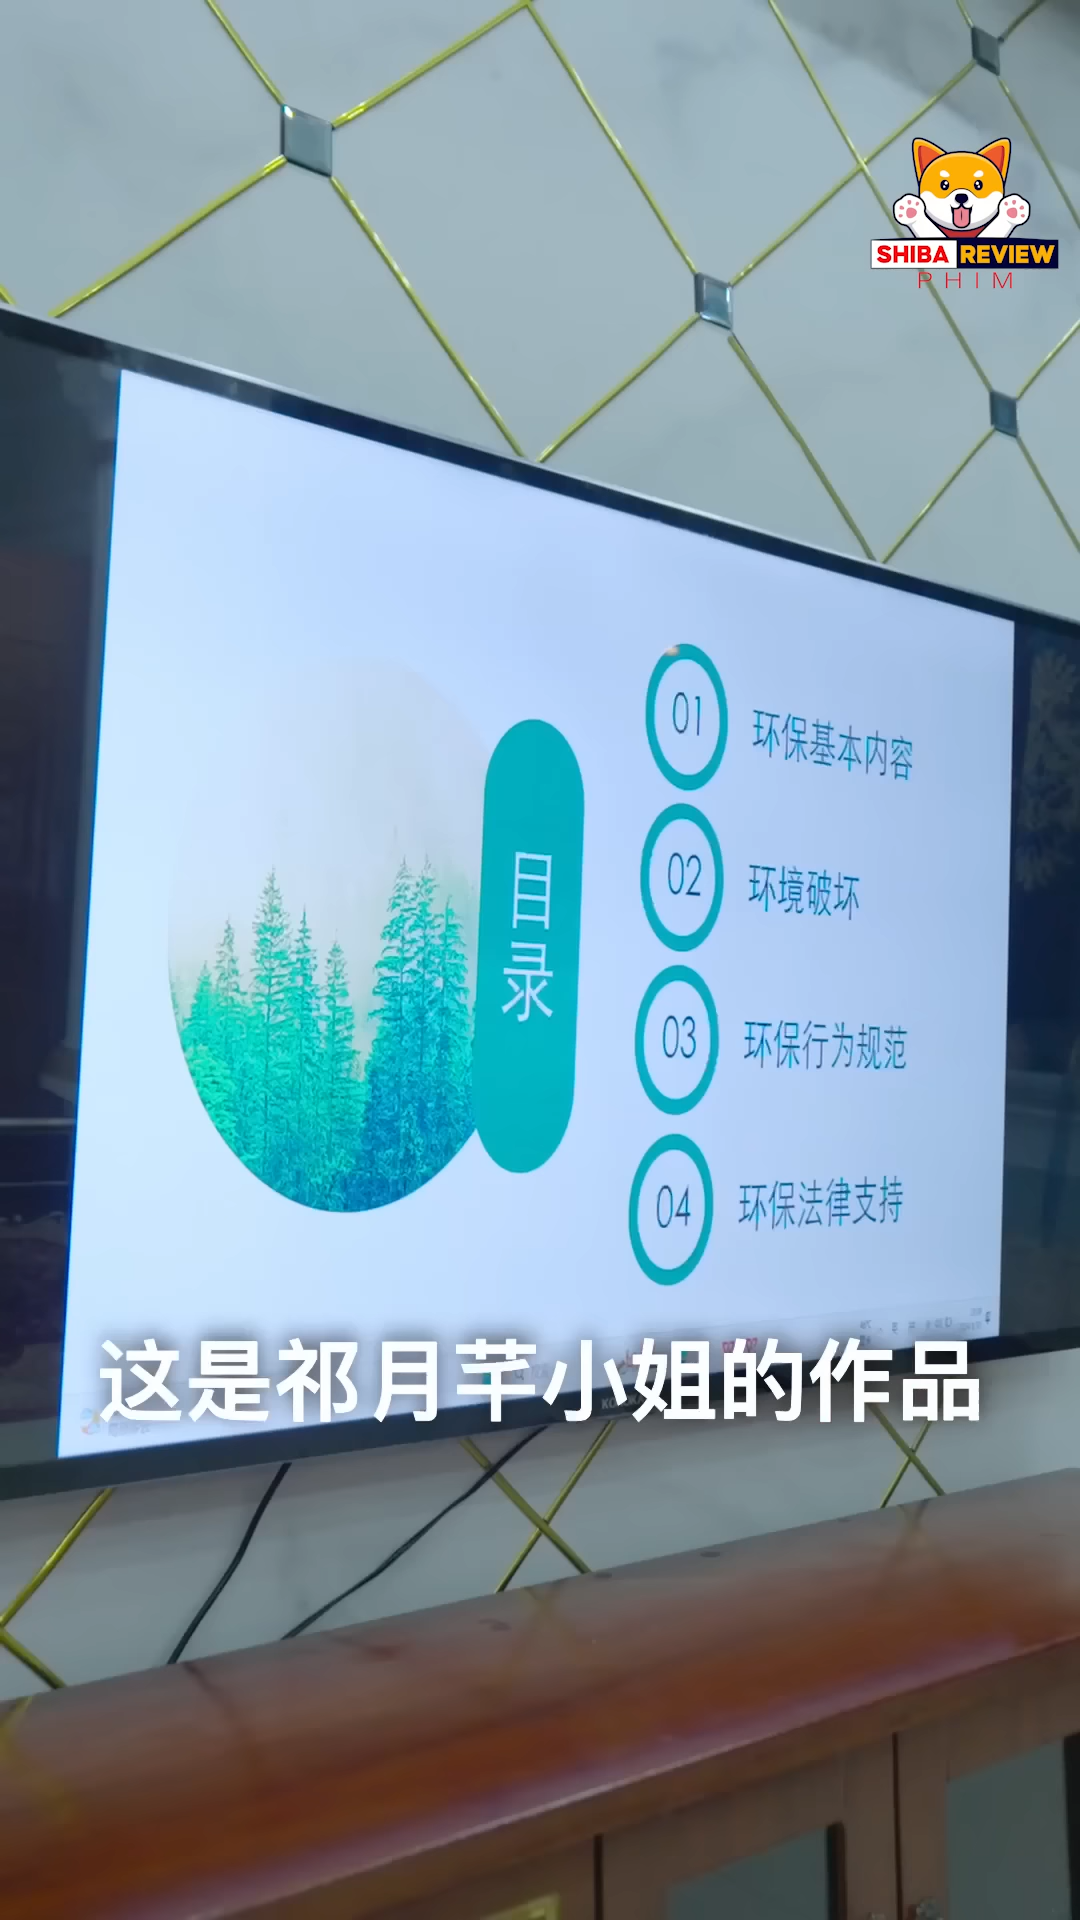 SHIBA REVIEW
PHIM
目录
01
环保基本内容
02
环境破坏
03
环保行为规范
04
环保法律支持
这是祁月芊小姐的作品